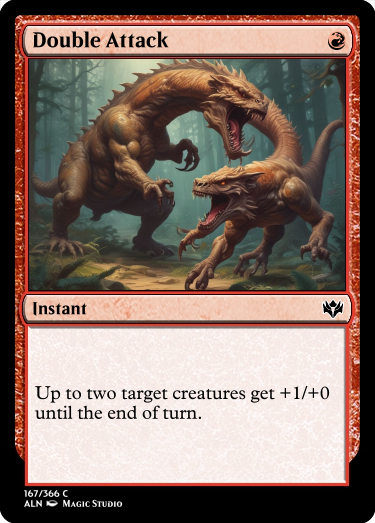 Double Attack
Instant
Up to two target creatures get +1/+0
until the end of turn.
167/366 C
ALN Magic Studio